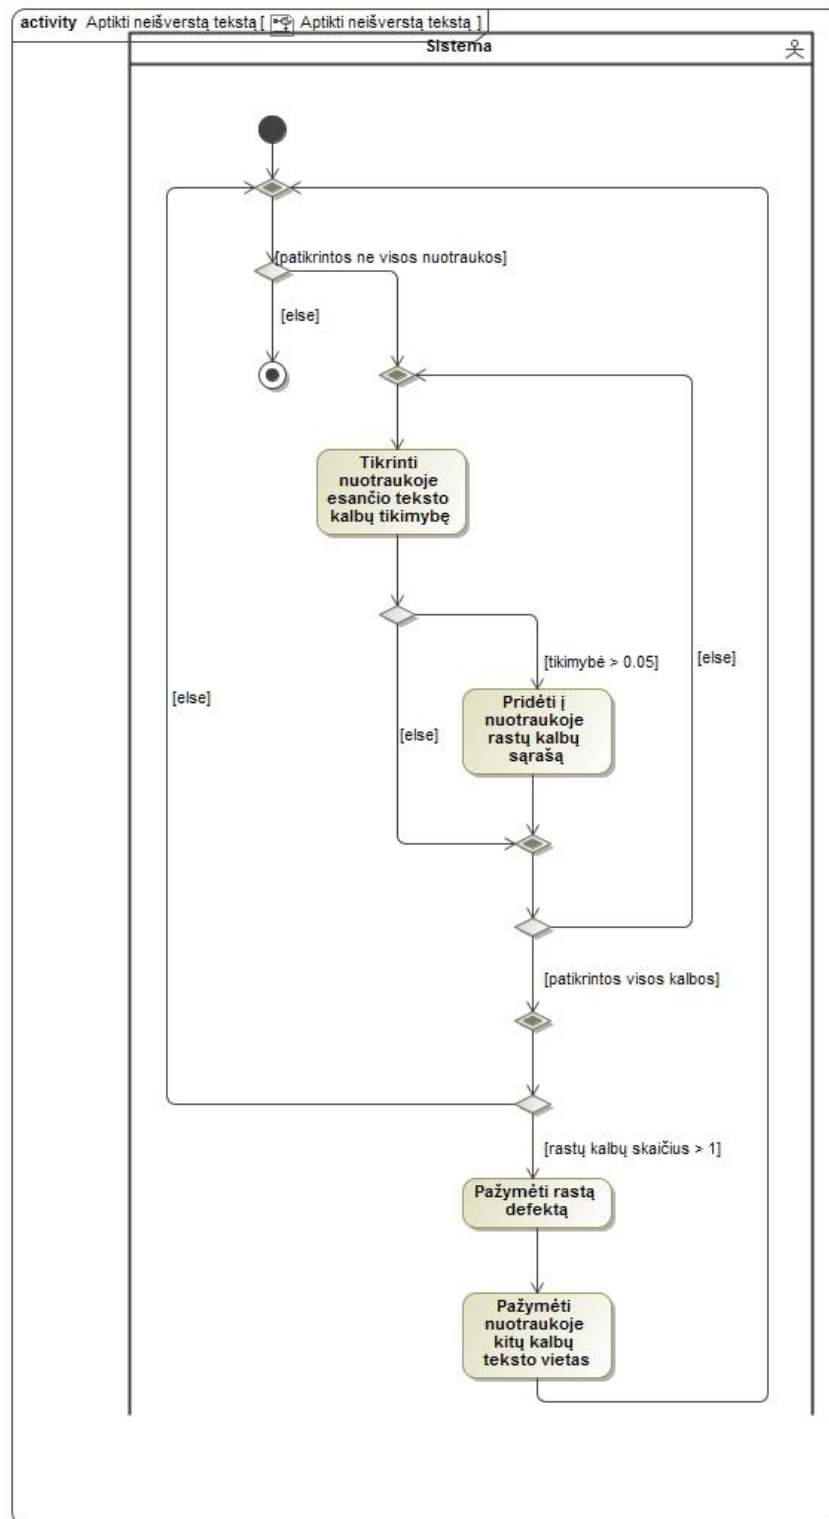 activity Aptikti neišverstą tekstą [ Aptikti neišverstą tekstą ]
Sistema
[patikrintos ne visos nuotraukos]
[else]
Tikrinti
nuotraukoje
esančio teksto
kalbų tikimybę
[tikimybė > 0.05]
[else]
[else]
Pridėti į
nuotraukoje
rastų kalbų
sąrašą
[else]
[patikrintos visos kalbos]
[rastų kalbų skaičius > 1]
Pažymėti rastą
defektą
Pažymėti
nuotraukoje
kitų kalbų
teksto vietas